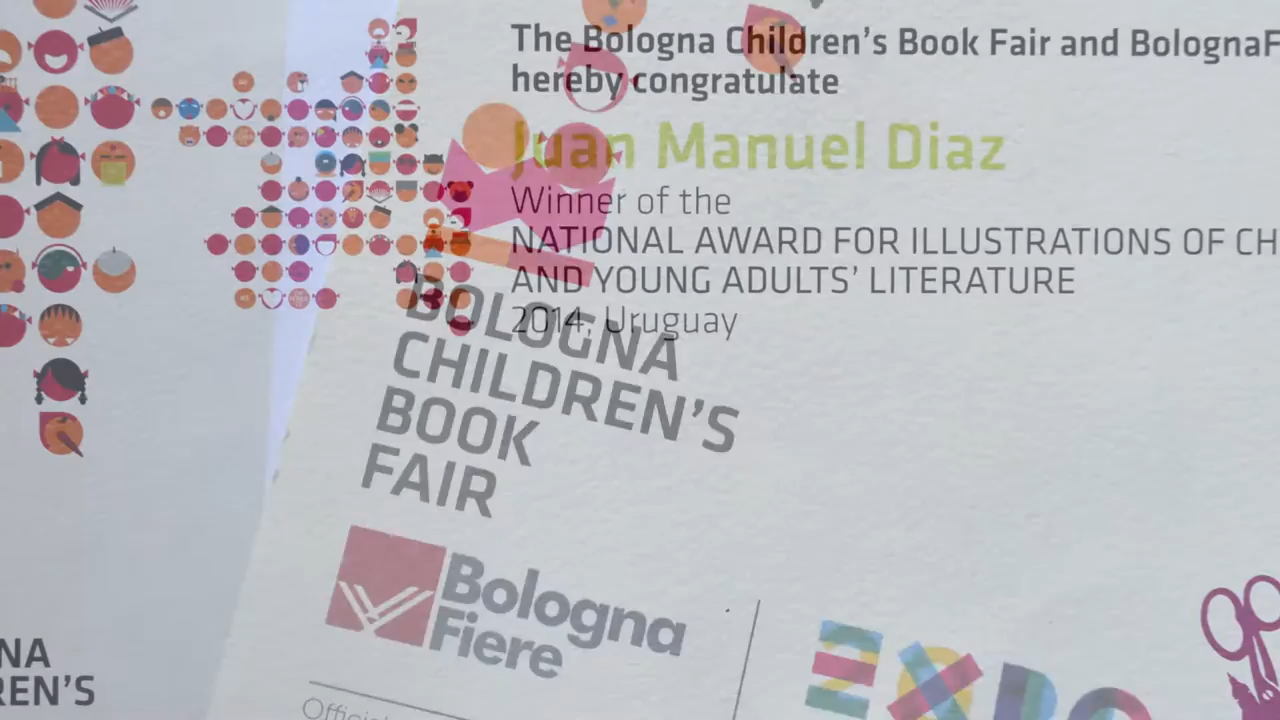 The Bologna Children's Book Fair and BolognaF
hereby congratulate
Juan Manuel Diaz
Winner of the
NATIONAL AWARD FOR ILLUSTRATIONS OF CH
AND YOUNG ADULTS' LITERATURE
2014, Uruguay
BOLOGNA
CHILDREN'S
BOOK
FAIR
Bologna
Fiere
EXPO
NA
REN'S